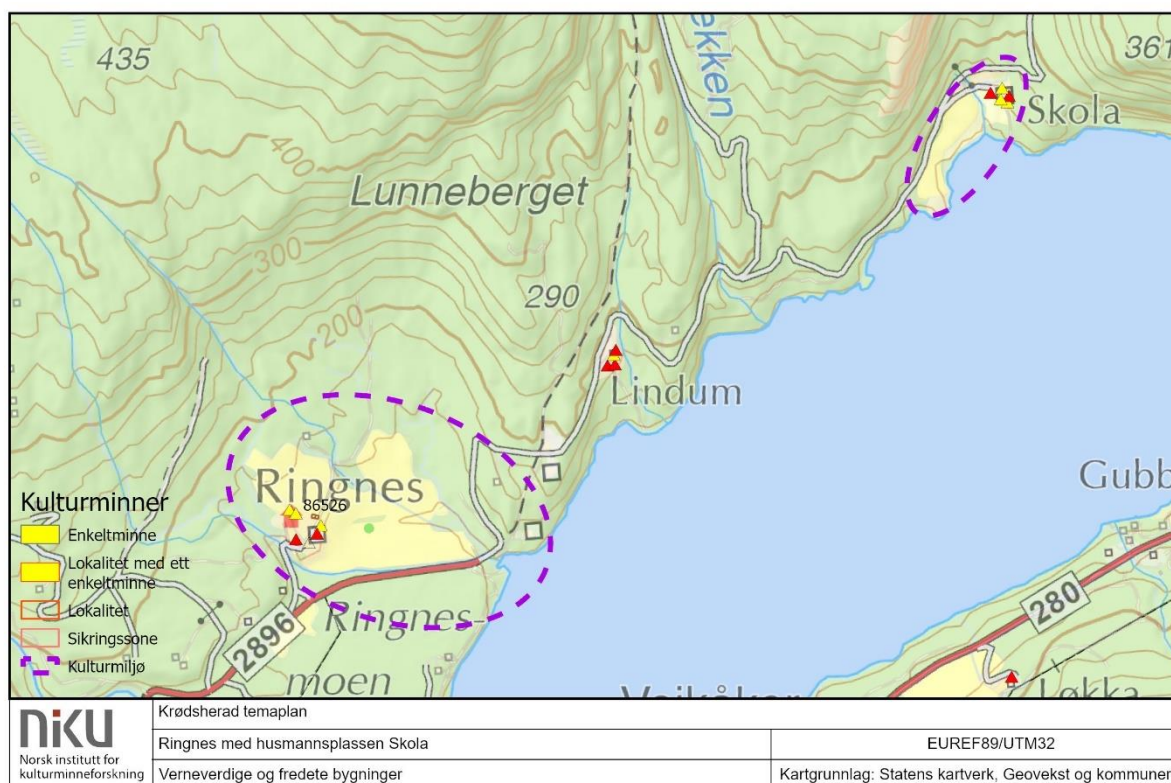 435
400
300
200
Lunneberget
290
ekken
361
Skola
Lindum
Ringnes
86526
Gubb
280
Ringnes-
moen
2896
Løkka
Kulturminner
Enkeltminne
Lokalitet med ett
enkeltminne
Lokalitet
Sikringssone
Kulturmiljø
niku
Norsk institutt for
kulturminneforskning
Krødsherad temaplan
Ringnes med husmannsplassen Skola
EUREF89/UTM32
Verneverdige og fredete bygninger
Kartgrunnlag: Statens kartverk, Geovekst og kommuner